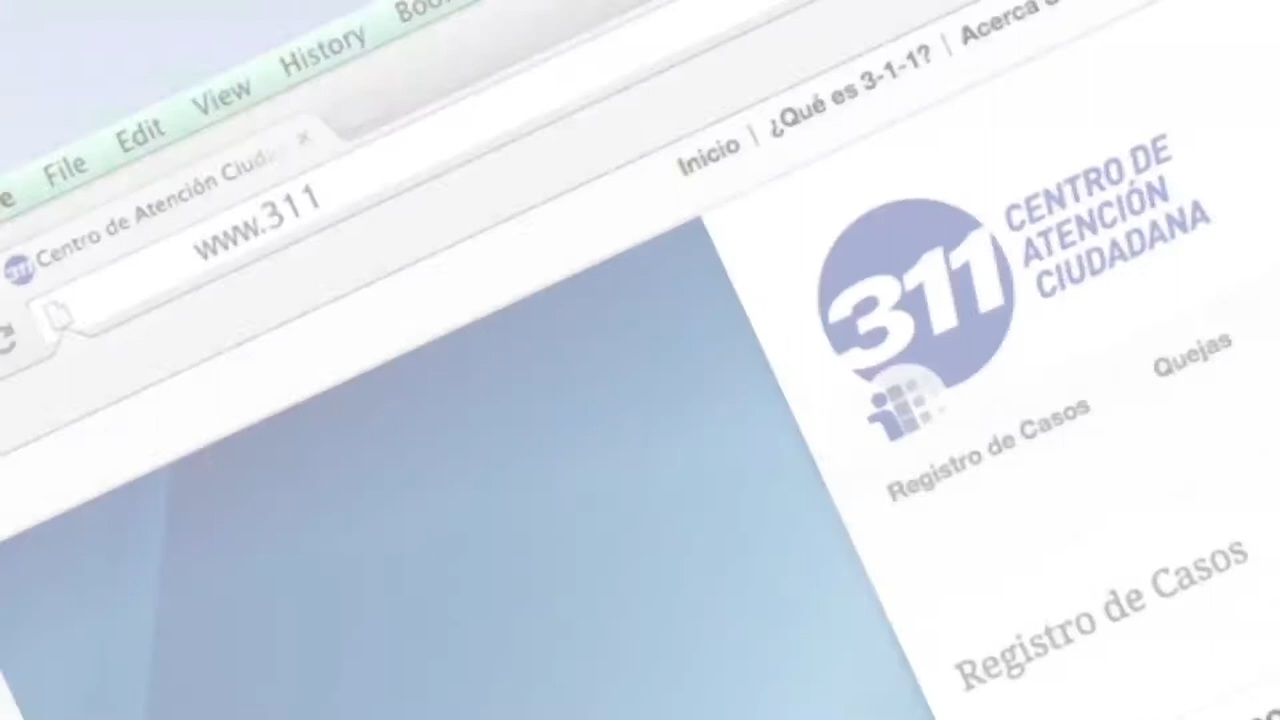 File Edit View History
Centro de Atención
www.311
Inicio | ¿Qué es 3-1-1? | Acerca
311
CENTRO DE
ATENCIÓN
CIUDADANA
Registro de Casos Quejas
Registro de Casos